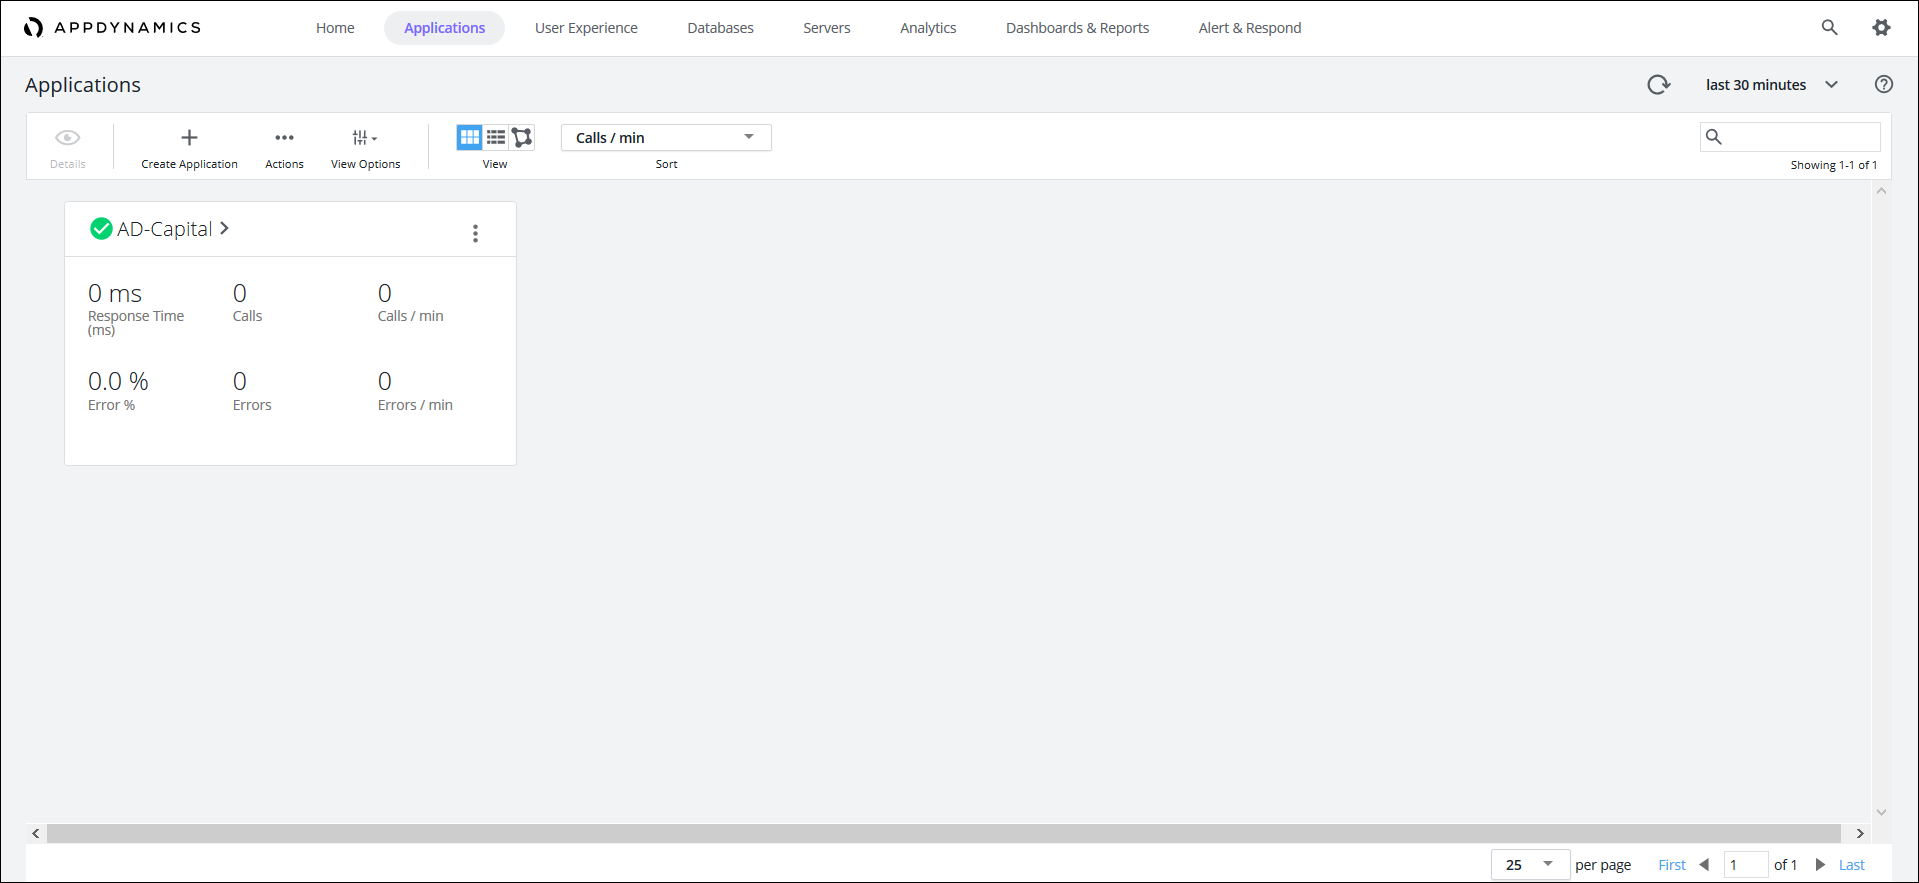 APPDYNAMICS
Home Applications User Experience Databases Servers Analytics Dashboards & Reports Alert & Respond
Applications
last 30 minutes
Details Create Application Actions View Options View
Calls / min
Sort
Showing 1-1 of 1
AD-Capital
0 ms 0 0
Response Time Calls Calls / min
(ms)
0.0 % 0 0
Error % Errors Errors / min
25 per page First 1 of 1 Last